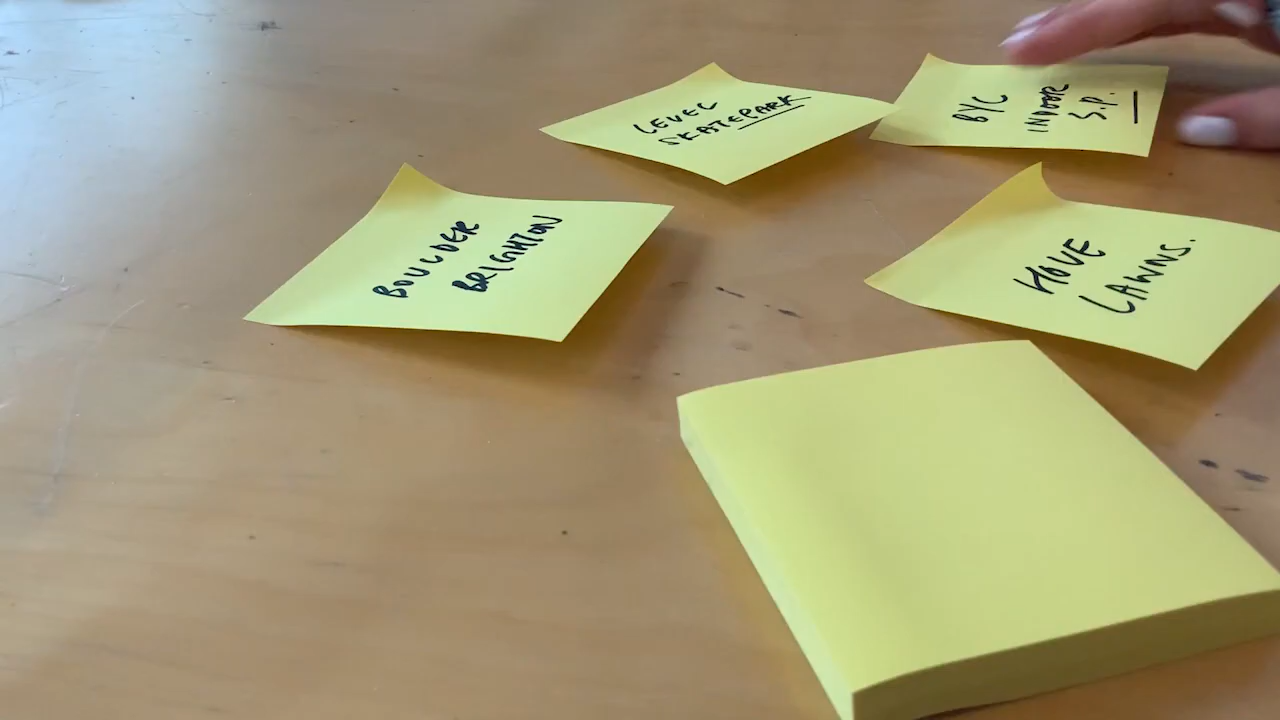 LEVEL
SKATEPARK
BYC
INDOOR
S.P.
BOULDER
BRIGHTON
HOVE
LAWNS.